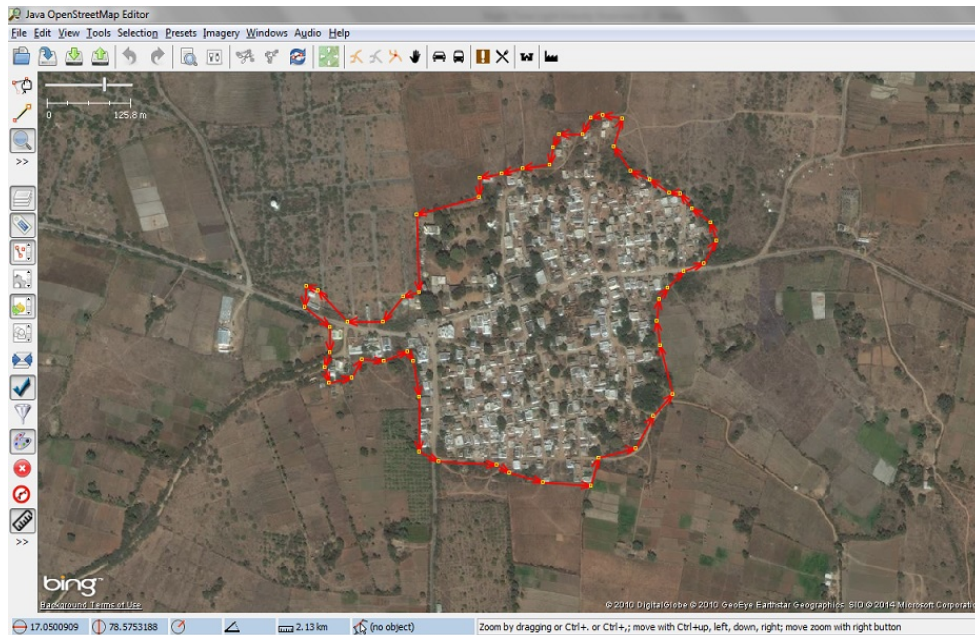 Java OpenStreetMap Editor
File Edit View Tools Selection Presets Imagery Windows Audio Help
0 125.8 m
>>
>>
bing™
Background Terms of Use
© 2010 DigitalGlobe © 2010 GeoEye Earthstar Geographics SIO © 2014 Microsoft Corporatio
17.0500909 78.5753188 2.13 km (no object) Zoom by dragging or Ctrl+. or Ctrl+,; move with Ctrl+up, left, down, right; move zoom with right button